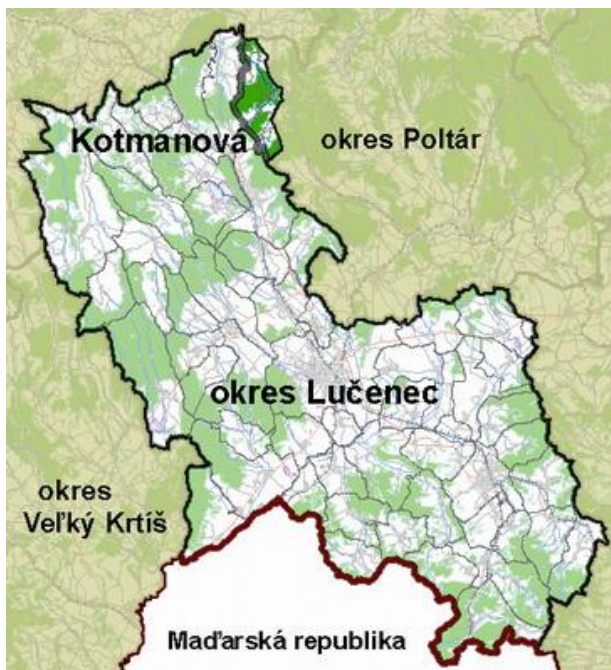 Kotmanová
okres Poltár
okres Lučenec
okres
Veľký Krtíš
Maďarská republika